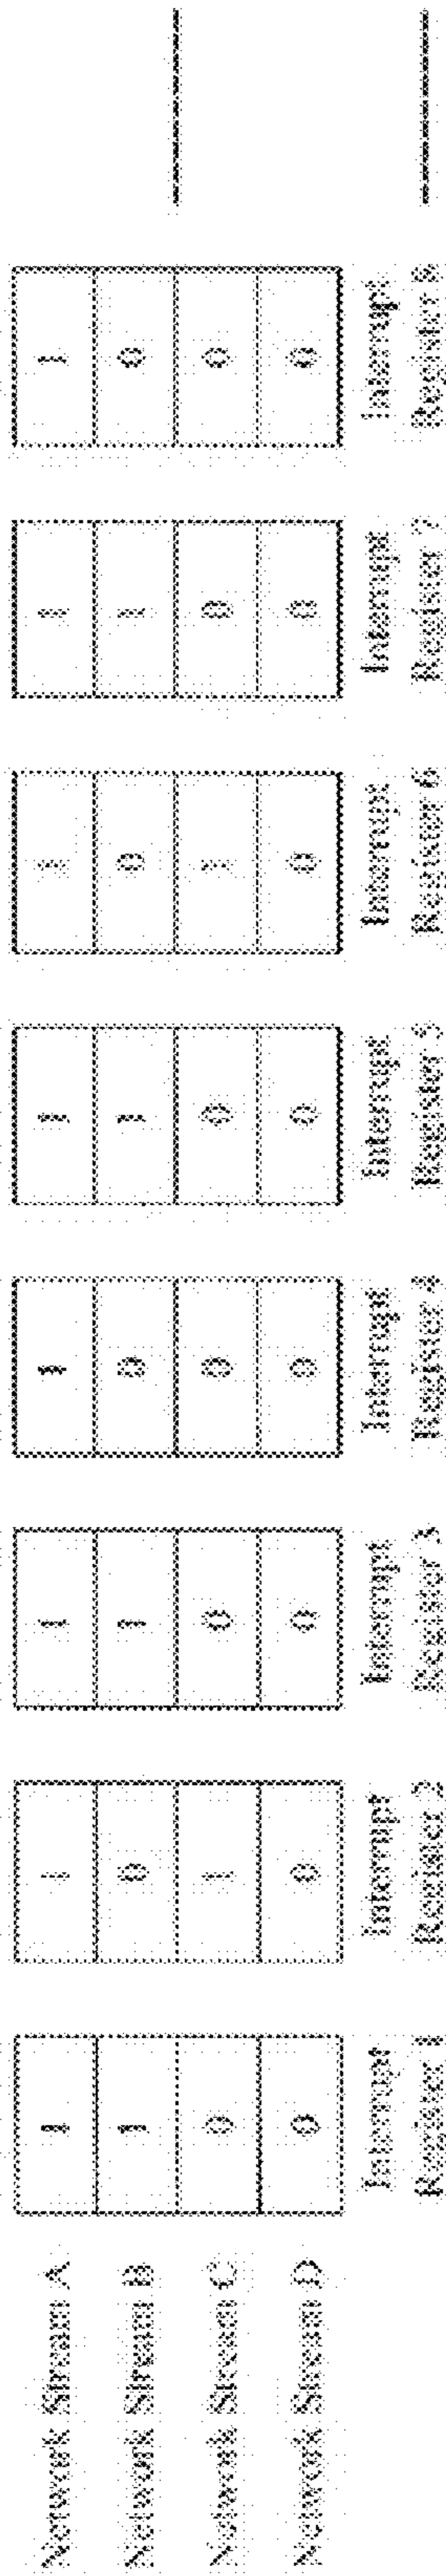 Network Stream A 1 1 1 1 1 1 1 1
Network Stream B 1 0 1 0 1 0 1 0
Network Stream C 0 1 0 0 0 1 0 0
Network Stream D 0 0 0 0 0 0 0 0
Interrupt Interrupt Interrupt Interrupt Interrupt Interrupt Interrupt Interrupt
Register 1 Register 2 Register 3 Register 4 Register 5 Register 6 Register 7 Register 8